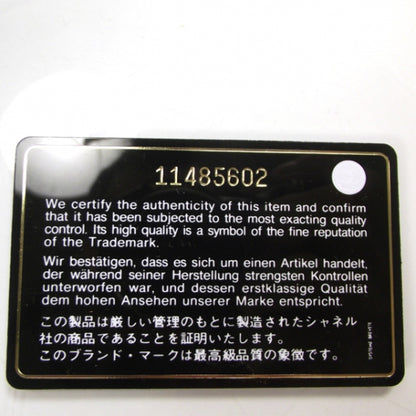 11485602
We certify the authenticity of this item and confirm
that it has been subjected to the most exacting quality
control. Its high quality is a symbol of the fine reputation
of the Trademark.
Wir bestätigen, dass es sich um einen Artikel handelt,
der während seiner Herstellung strengsten Kontrollen
unterworfen war, und dessen erstklassige Qualität
dem hohen Ansehen unserer Marke entspricht.
この製品は厳しい管理のもとに製造されたシャネル
社の商品であることを証明いたします。
このブランド・マークは最高級品質の象徴です。